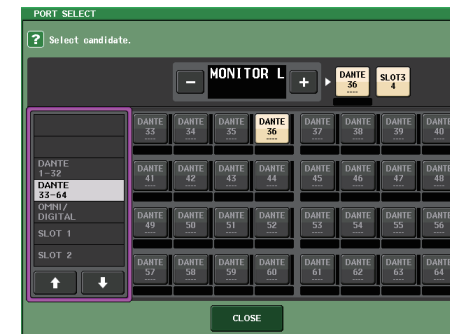 PORT SELECT
? Select candidate.
− MONITOR L + DANTE 36 ---- SLOT3 4
DANTE 33 ---- DANTE 34 ---- DANTE 35 ---- DANTE 36 ---- DANTE 37 ---- DANTE 38 ---- DANTE 39 ---- DANTE 40 ----
DANTE 1-32
DANTE 41 ---- DANTE 42 ---- DANTE 43 ---- DANTE 44 ---- DANTE 45 ---- DANTE 46 ---- DANTE 47 ---- DANTE 48 ----
DANTE 33-64
OMNI/ DIGITAL
DANTE 49 ---- DANTE 50 ---- DANTE 51 ---- DANTE 52 ---- DANTE 53 ---- DANTE 54 ---- DANTE 55 ---- DANTE 56 ----
SLOT 1
SLOT 2
DANTE 57 ---- DANTE 58 ---- DANTE 59 ---- DANTE 60 ---- DANTE 61 ---- DANTE 62 ---- DANTE 63 ---- DANTE 64 ----
CLOSE